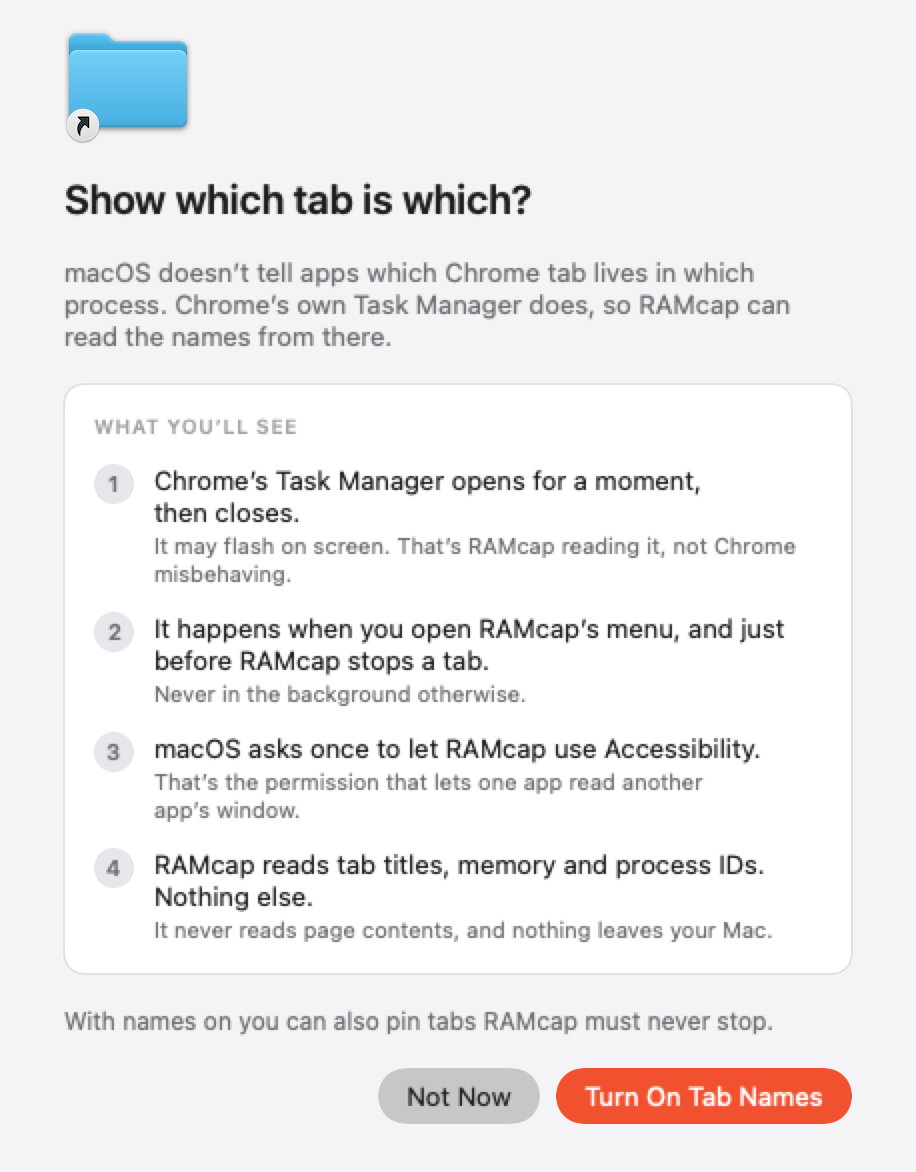 Show which tab is which?
macOS doesn’t tell apps which Chrome tab lives in which
process. Chrome’s own Task Manager does, so RAMcap can
read the names from there.
WHAT YOU’LL SEE
1
Chrome’s Task Manager opens for a moment,
then closes.
It may flash on screen. That’s RAMcap reading it, not Chrome
misbehaving.
2
It happens when you open RAMcap’s menu, and just
before RAMcap stops a tab.
Never in the background otherwise.
3
macOS asks once to let RAMcap use Accessibility.
That’s the permission that lets one app read another
app’s window.
4
RAMcap reads tab titles, memory and process IDs.
Nothing else.
It never reads page contents, and nothing leaves your Mac.
With names on you can also pin tabs RAMcap must never stop.
Not Now
Turn On Tab Names